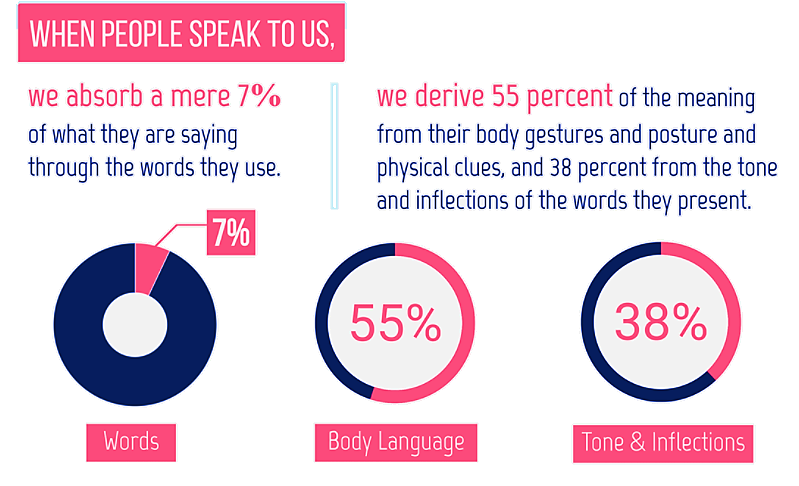 WHEN PEOPLE SPEAK TO US,
we absorb a mere 7%
of what they are saying
through the words they use.
we derive 55 percent of the meaning
from their body gestures and posture and
physical clues, and 38 percent from the tone
and inflections of the words they present.
7%
55%
38%
Words
Body Language
Tone & Inflections